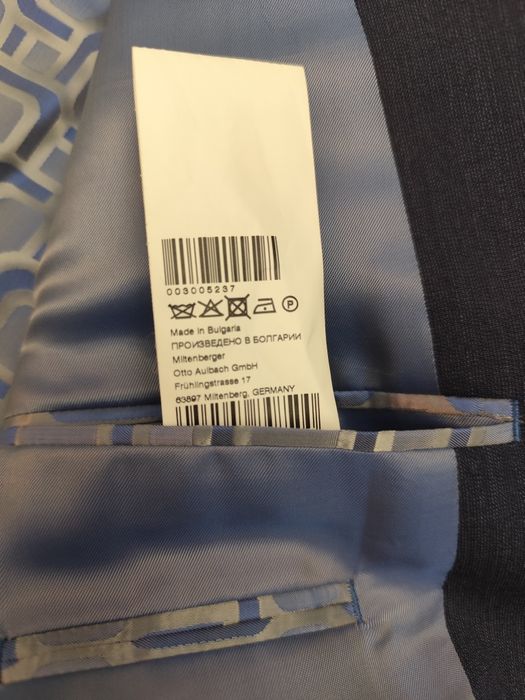 003005237
P
Made in Bulgaria
ПРОИЗВЕДЕНО В БОЛГАРИИ
Miltenberger
Otto Aulbach GmbH
Frühlingstrasse 17
63897 Miltenberg, GERMANY